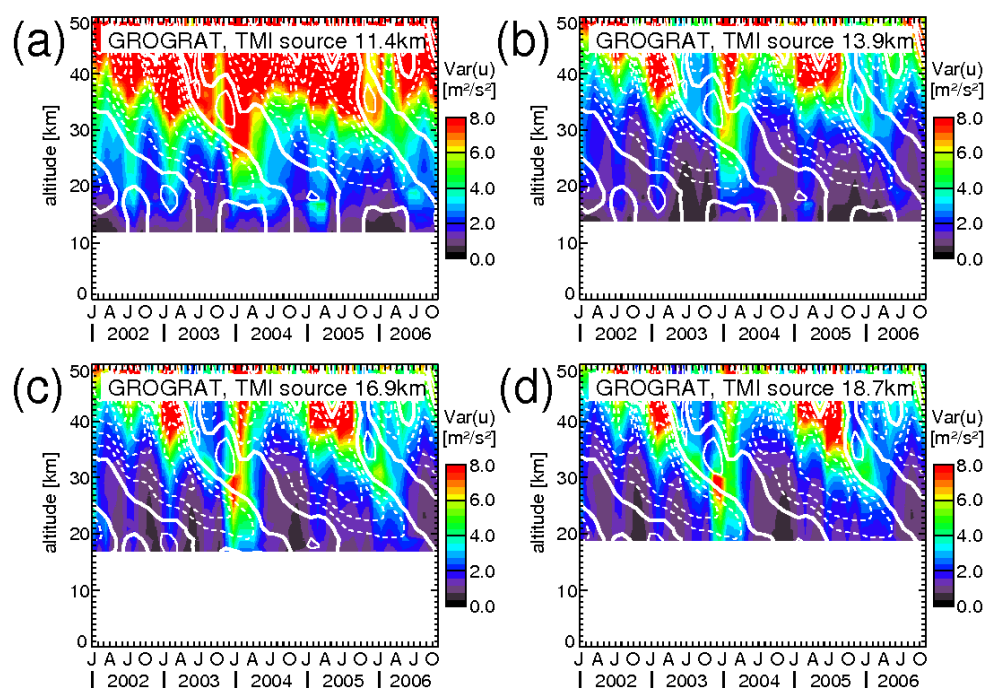 (a)
GROGRAT, TMI source 11.4km
50
40
30
20
10
0
altitude [km]
J A J O J A J O J A J O J A J O J A J O
2002 2003 2004 2005 2006
Var(u)
[m²/s²]
8.0
6.0
4.0
2.0
0.0
(b)
GROGRAT, TMI source 13.9km
50
40
30
20
10
0
altitude [km]
J A J O J A J O J A J O J A J O J A J O
2002 2003 2004 2005 2006
Var(u)
[m²/s²]
8.0
6.0
4.0
2.0
0.0
(c)
GROGRAT, TMI source 16.9km
50
40
30
20
10
0
altitude [km]
J A J O J A J O J A J O J A J O J A J O
2002 2003 2004 2005 2006
Var(u)
[m²/s²]
8.0
6.0
4.0
2.0
0.0
(d)
GROGRAT, TMI source 18.7km
50
40
30
20
10
0
altitude [km]
J A J O J A J O J A J O J A J O J A J O
2002 2003 2004 2005 2006
Var(u)
[m²/s²]
8.0
6.0
4.0
2.0
0.0